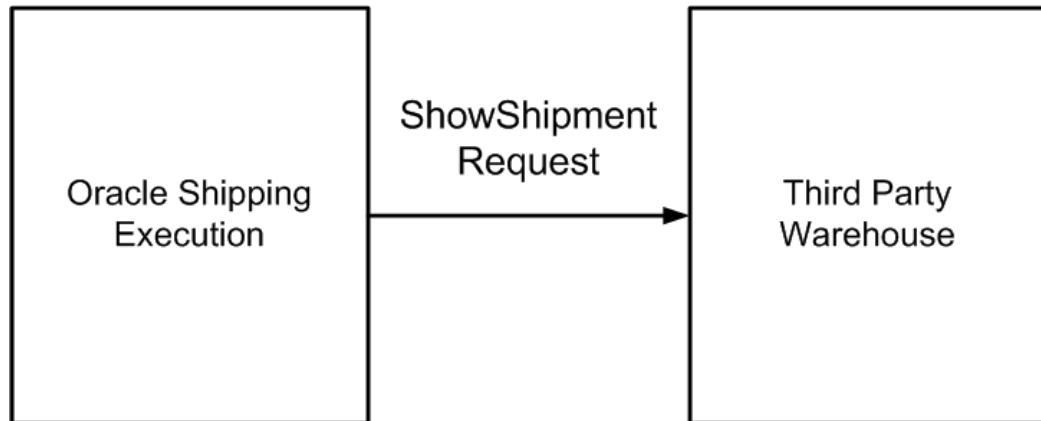 Oracle Shipping
Execution
ShowShipment
Request
Third Party
Warehouse